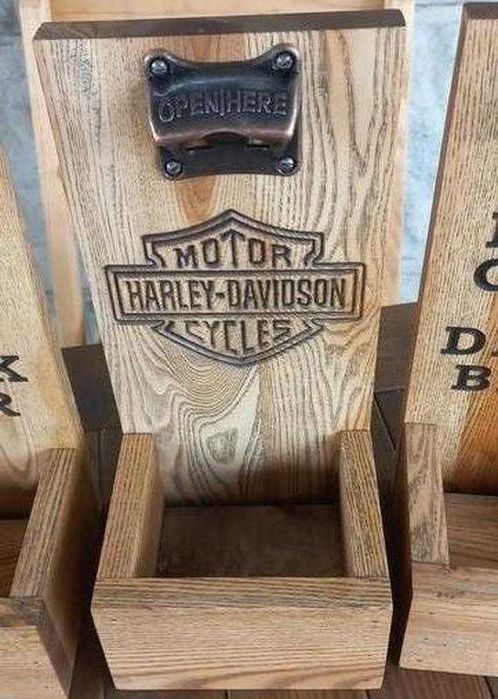 OPEN HERE
MOTOR
HARLEY-DAVIDSON
CYCLES
K
R
D
B